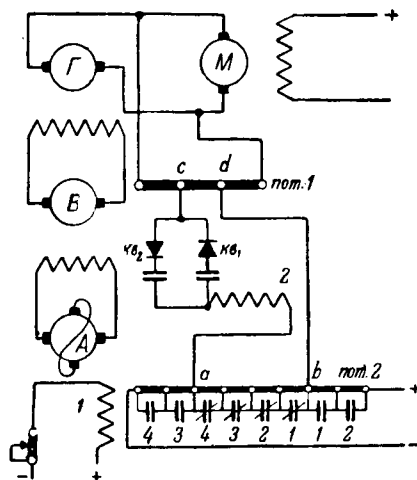 +
Г
М
c d
пот.1
В
кв₂ кв₁
2
А
a b пот.2
+
1
4 3 4 3 2 1 1 2
-
- +